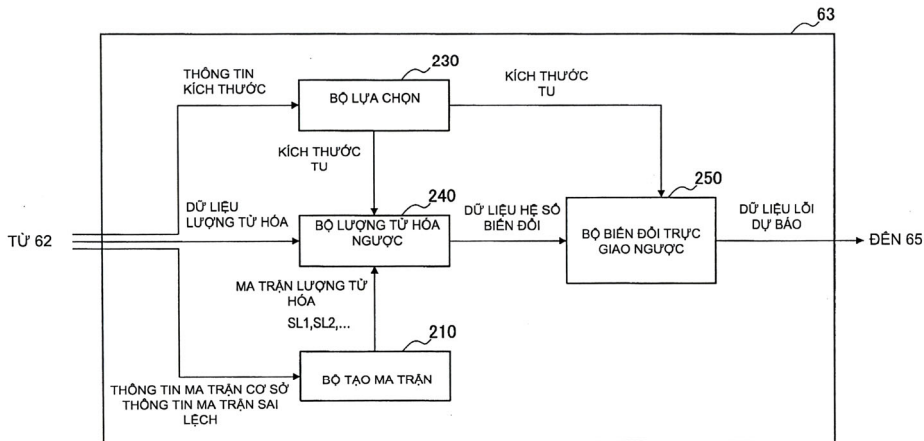 63
230
THÔNG TIN
KÍCH THƯỚC
BỘ LỰA CHỌN
KÍCH THƯỚC
TU
KÍCH THƯỚC
TU
240
250
DỮ LIỆU
LƯỢNG TỬ HÓA
BỘ LƯỢNG TỬ HÓA
NGƯỢC
DỮ LIỆU HỆ SỐ
BIẾN ĐỔI
BỘ BIẾN ĐỔI TRỰC
GIAO NGƯỢC
DỮ LIỆU LỖI
DỰ BÁO
TỪ 62
ĐẾN 65
MA TRẬN LƯỢNG TỬ
HÓA
SL1,SL2,...
210
BỘ TẠO MA TRẬN
THÔNG TIN MA TRẬN CƠ SỞ
THÔNG TIN MA TRẬN SAI
LỆCH